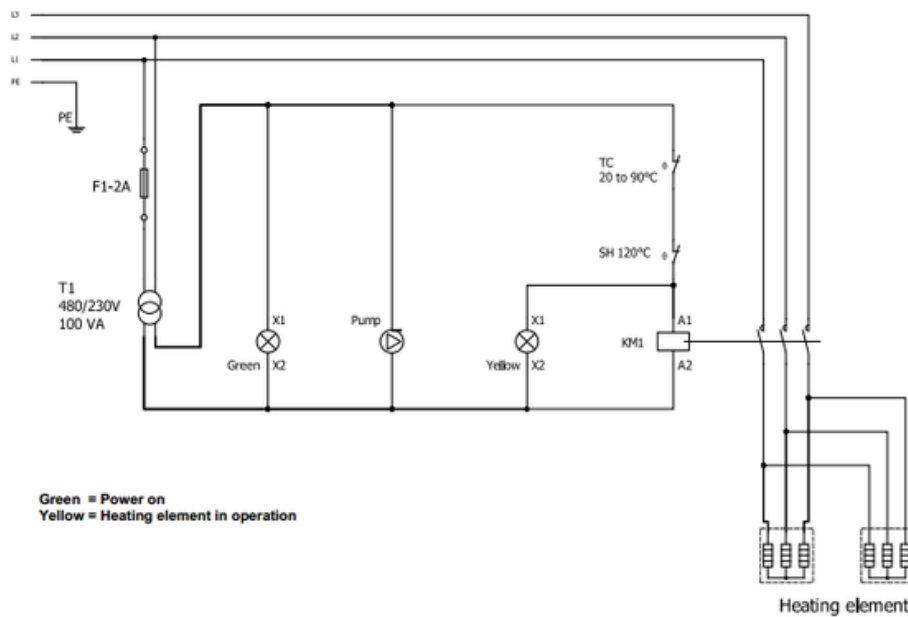 L3
L2
L1
PE
PE
F1-2A
TC
20 to 90°C
SH 120°C
T1
480/230V
100 VA
X1
Green
X2
Pump
X1
Yellow
X2
A1
KM1
A2
Green = Power on
Yellow = Heating element in operation
Heating element